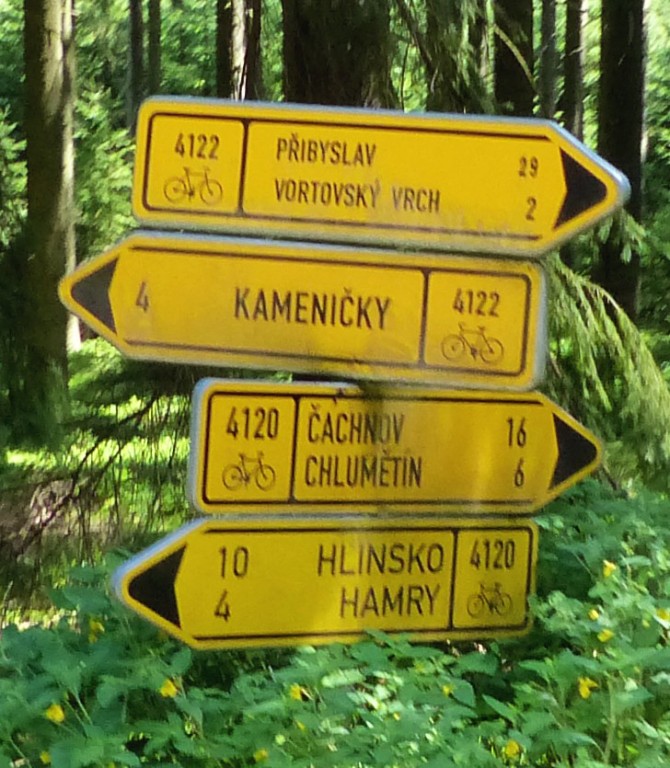 4122 PŘIBYSLAV 29
VORTOVSKÝ VRCH 2
4 KAMENIČKY 4122
4120 ČACHNOV 16
CHLUMĚTÍN 6
10 HLINSKO 4120
4 HAMRY